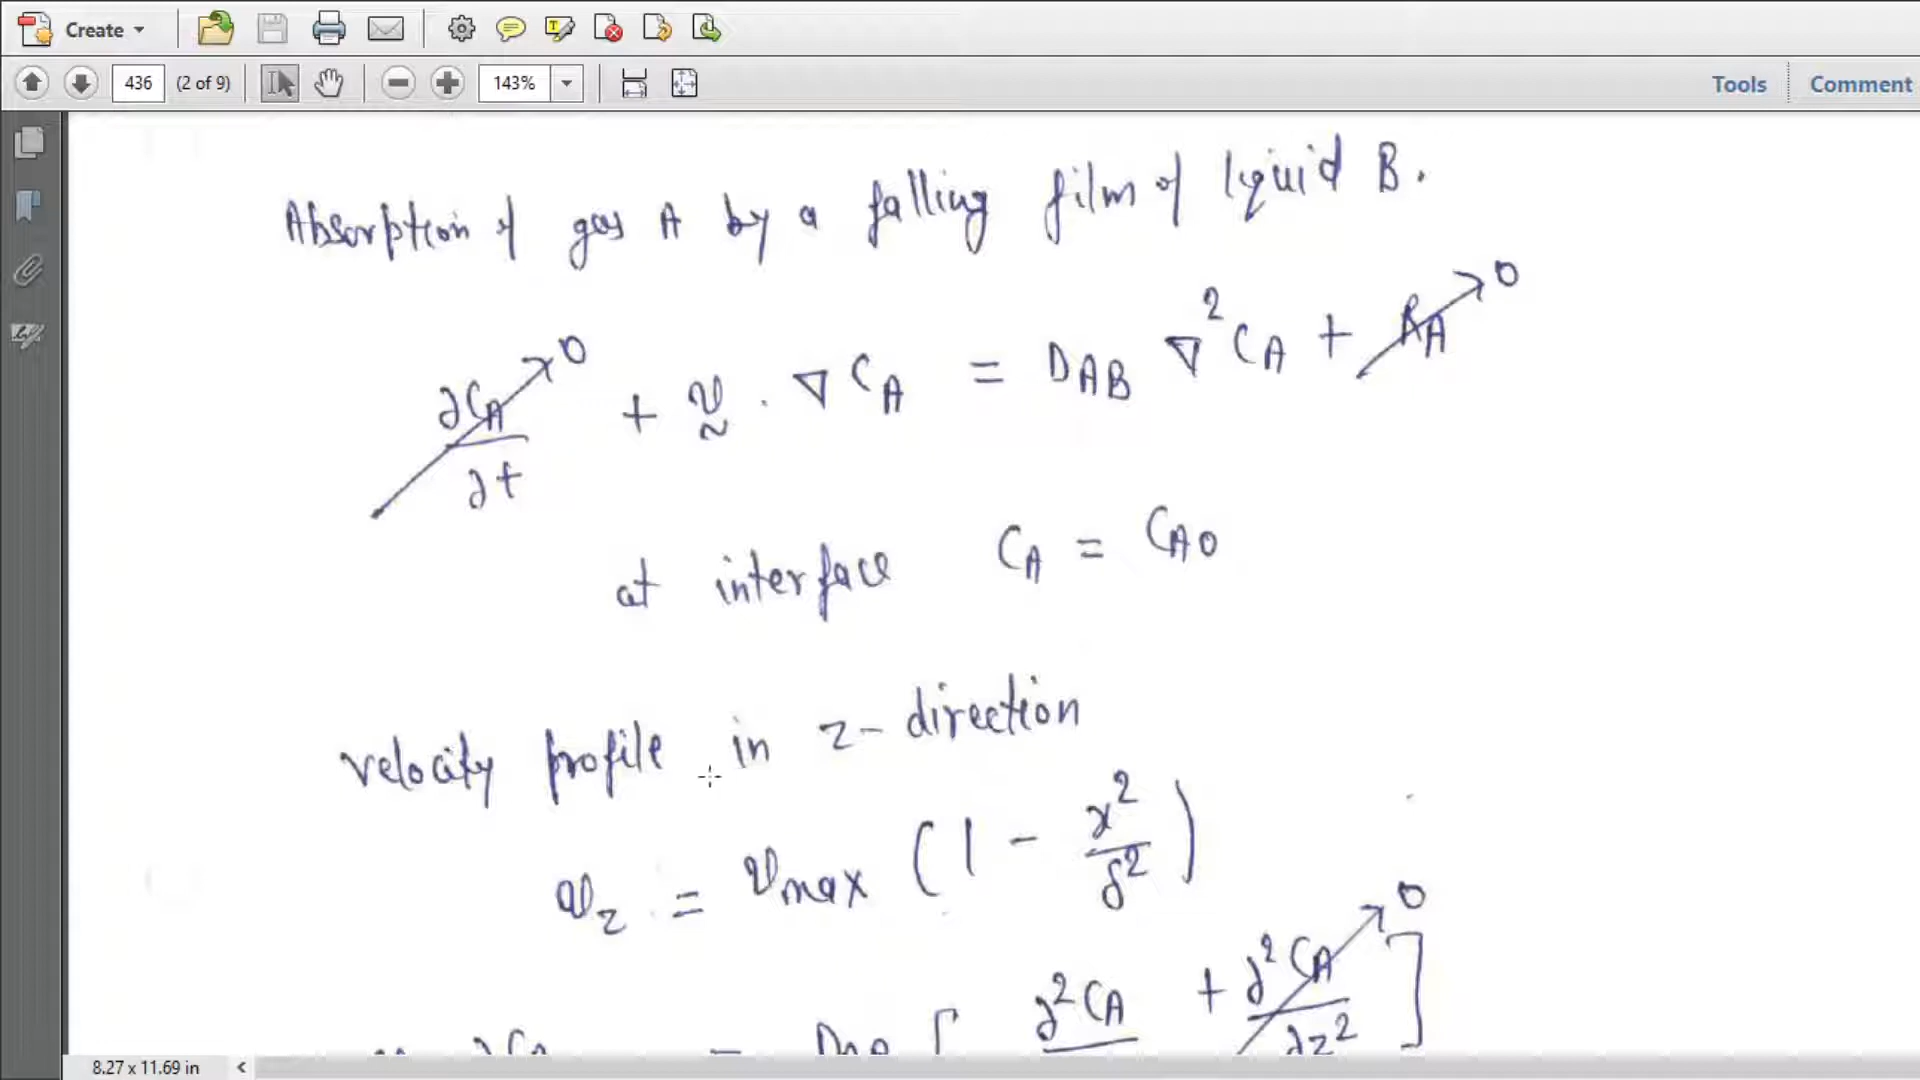 Create
436 (2 of 9) 143% Tools Comment
Absorption of gas A by a falling film of liquid B.
∂CA/∂t → 0 + v . ∇ CA = DAB ∇² CA + RA → 0
at interface CA = CA0
velocity profile in z-direction
vz = vmax (1 - x²/δ²)
∂²CA + ∂²CA/∂z² → 0 ]
8.27 x 11.69 in